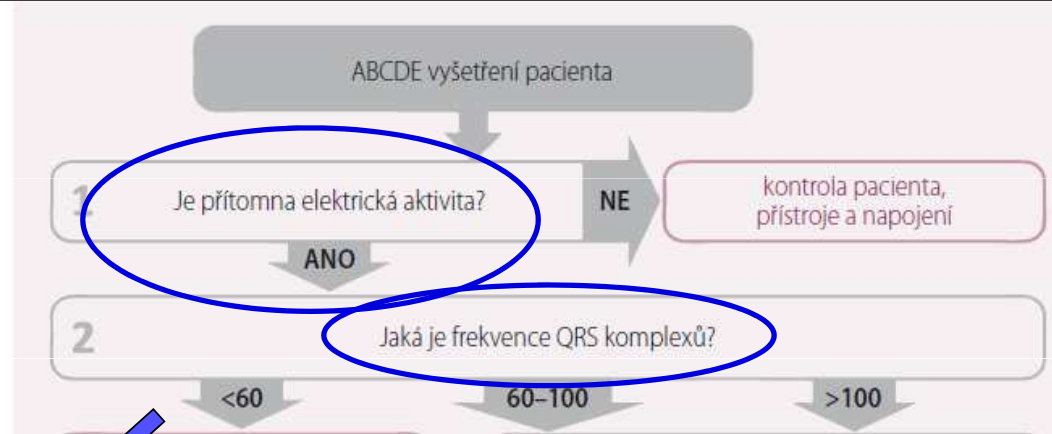 ABCDE vyšetření pacienta
1 Je přítomna elektrická aktivita? NE
kontrola pacienta,
přístroje a napojení
ANO
2 Jaká je frekvence QRS komplexů?
<60 60–100 >100